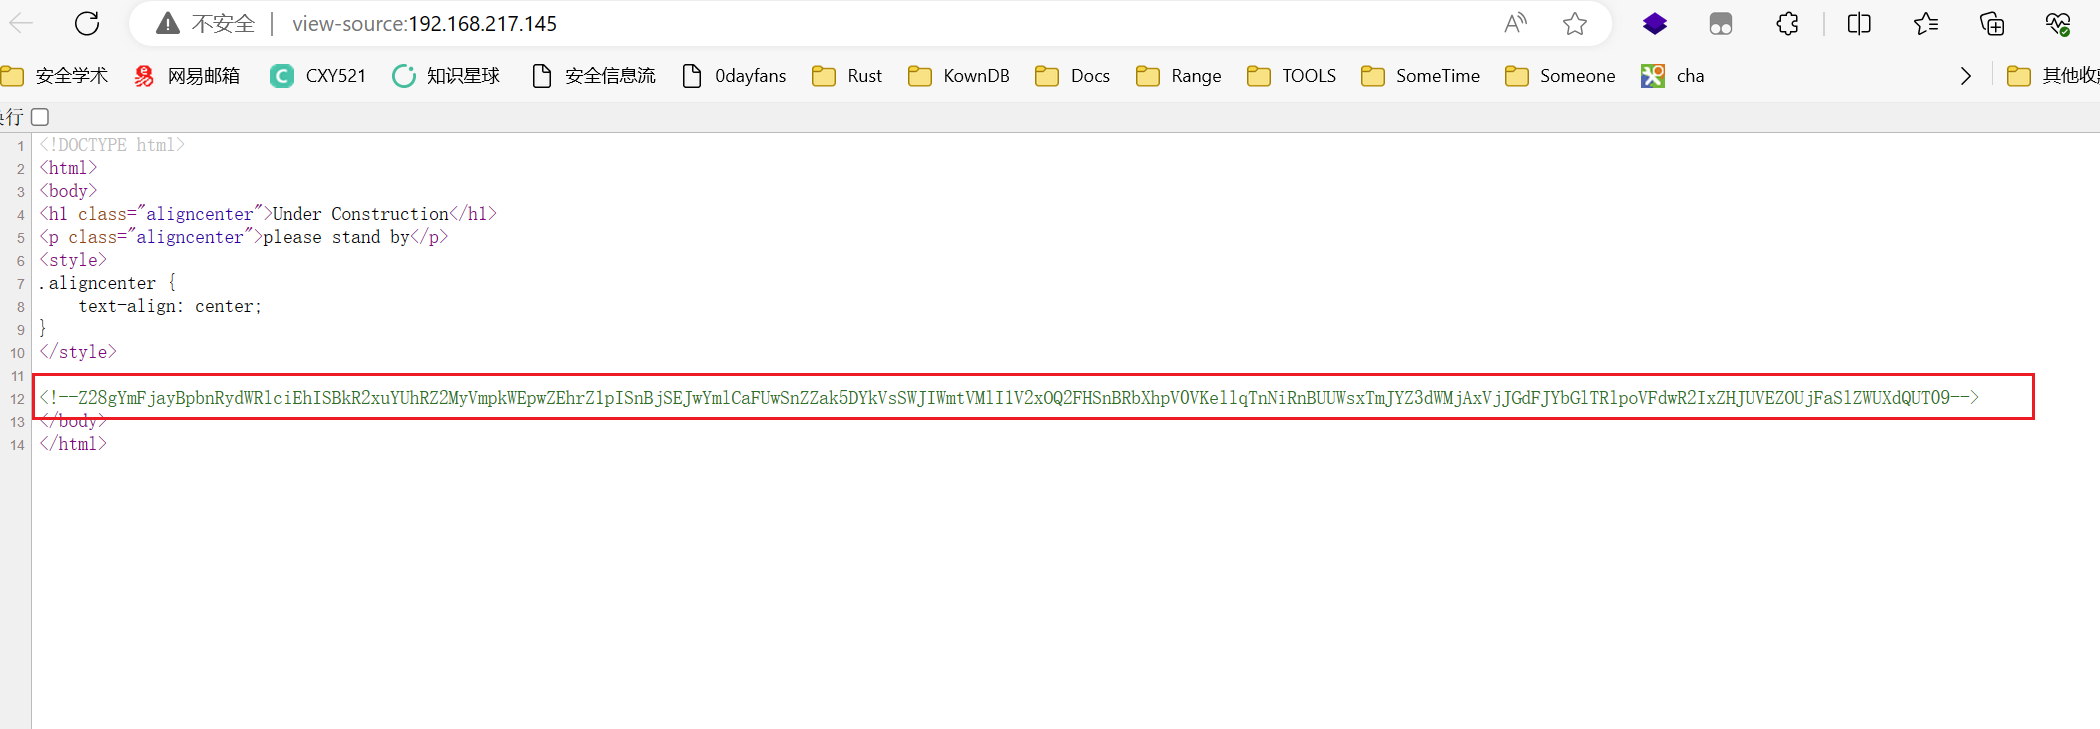 不安全 view-source:192.168.217.145
安全学术 网易邮箱 CXY521 知识星球 安全信息流 0dayfans Rust KownDB Docs Range TOOLS SomeTime Someone cha 其他收
行
1 <!DOCTYPE html>
2 <html>
3 <body>
4 <h1 class="aligncenter">Under Construction</h1>
5 <p class="aligncenter">please stand by</p>
6 <style>
7 .aligncenter {
8 text-align: center;
9 }
10 </style>
11
12 <!--Z28gYmFjayBpbnRydWRlciEhISBkR2xuYUhRZ2MyVmpkWEpwZEhrZ1pISnBjSEJwYm1CaFUwSnZZak5DYkVsSWJIWmtVMlI1V2xOQ2FHSnBRbXhpV0VKellqTnNiRnBUUWsxTmJYZ3dWMjAxVjJGdFJYbGlTRlpoVFdwR2IxZHJUVEZOUjFaSlZWUXdQUT09-->
13 </body>
14 </html>